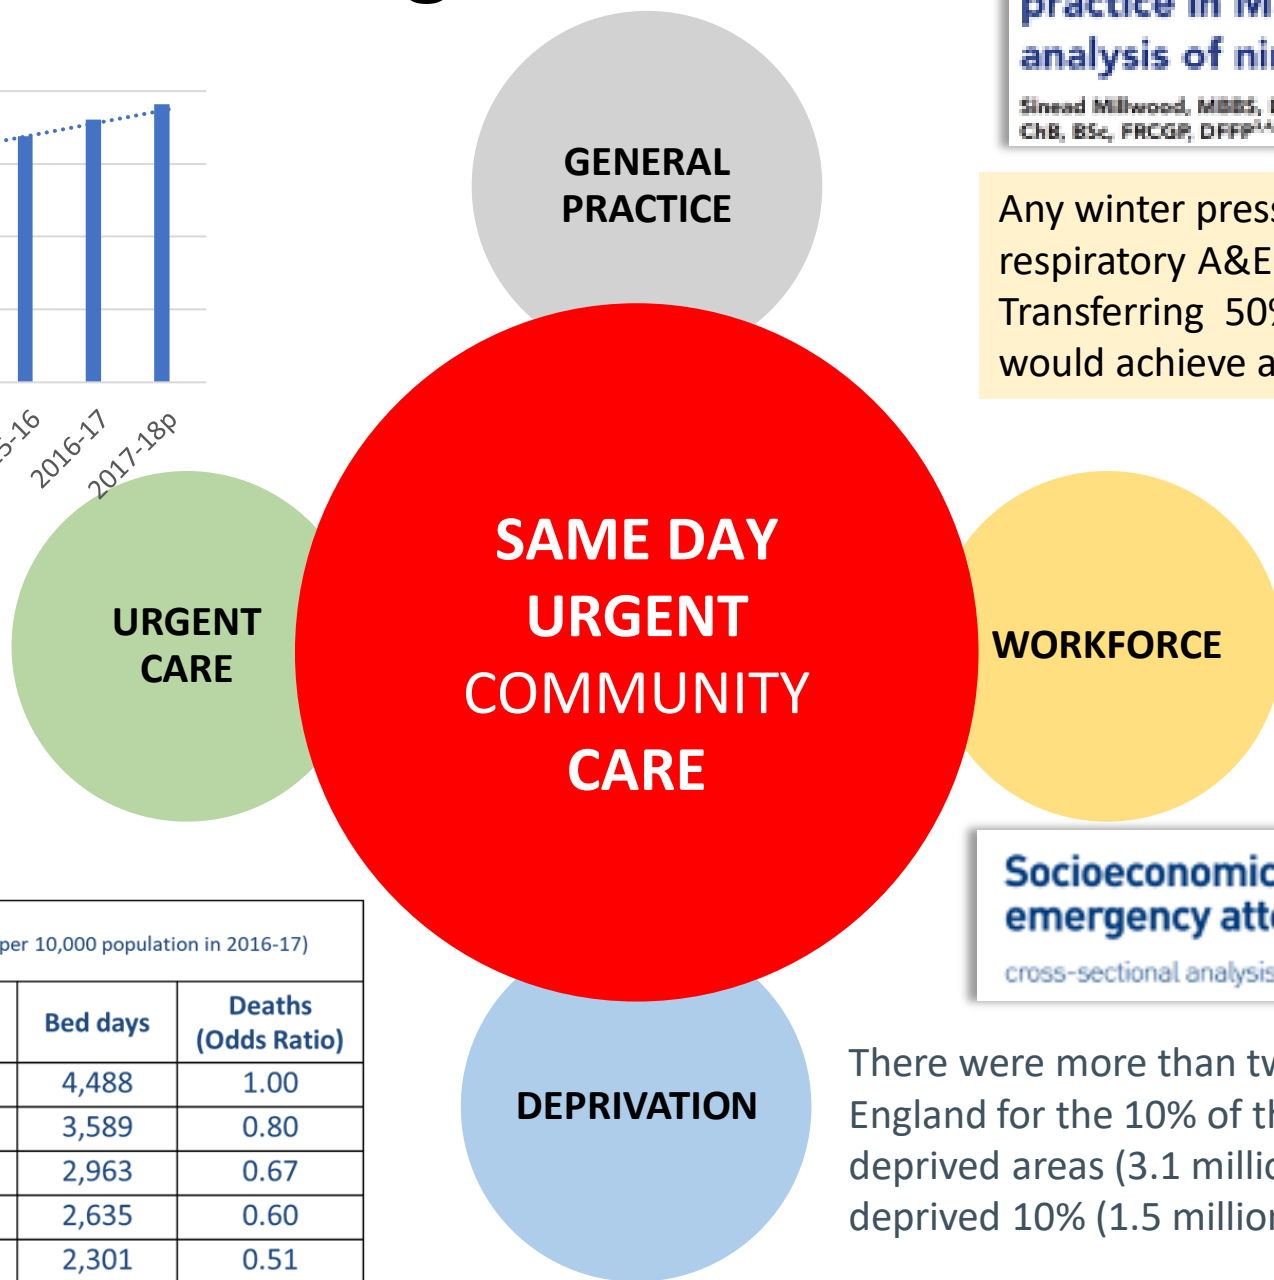 practice in M
analysis of ni
Sinead Millwood, MBBS,
ChB, BSc, FRCGP, DFFP
GENERAL
PRACTICE
Any winter press
respiratory A&E
Transferring 50%
would achieve a
5-16
2016-17
2017-18p
URGENT
CARE
SAME DAY
URGENT
COMMUNITY
CARE
WORKFORCE
Socioeconomic
emergency atte
cross-sectional analysis
per 10,000 population in 2016-17)
Bed days
Deaths
(Odds Ratio)
4,488 1.00
3,589 0.80
2,963 0.67
2,635 0.60
2,301 0.51
DEPRIVATION
There were more than tw
England for the 10% of th
deprived areas (3.1 millio
deprived 10% (1.5 million